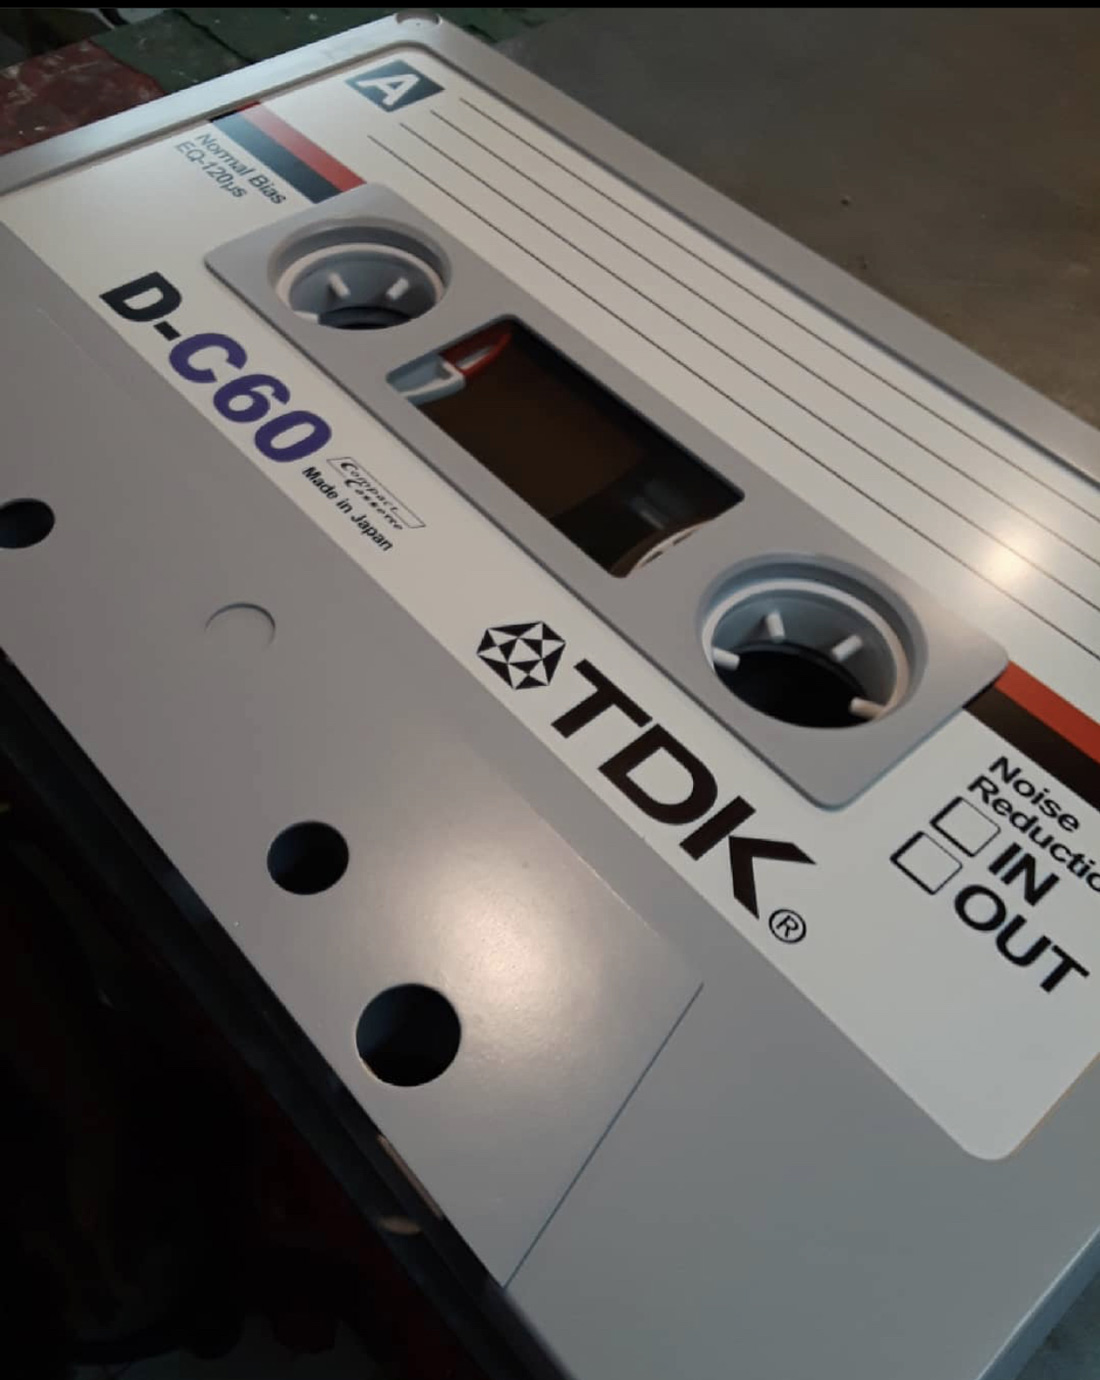 A
Normal Bias
EQ-120µs
D-C60
Compact
Cassette
Made in Japan
TDK®
Noise
Reductio
IN
OUT